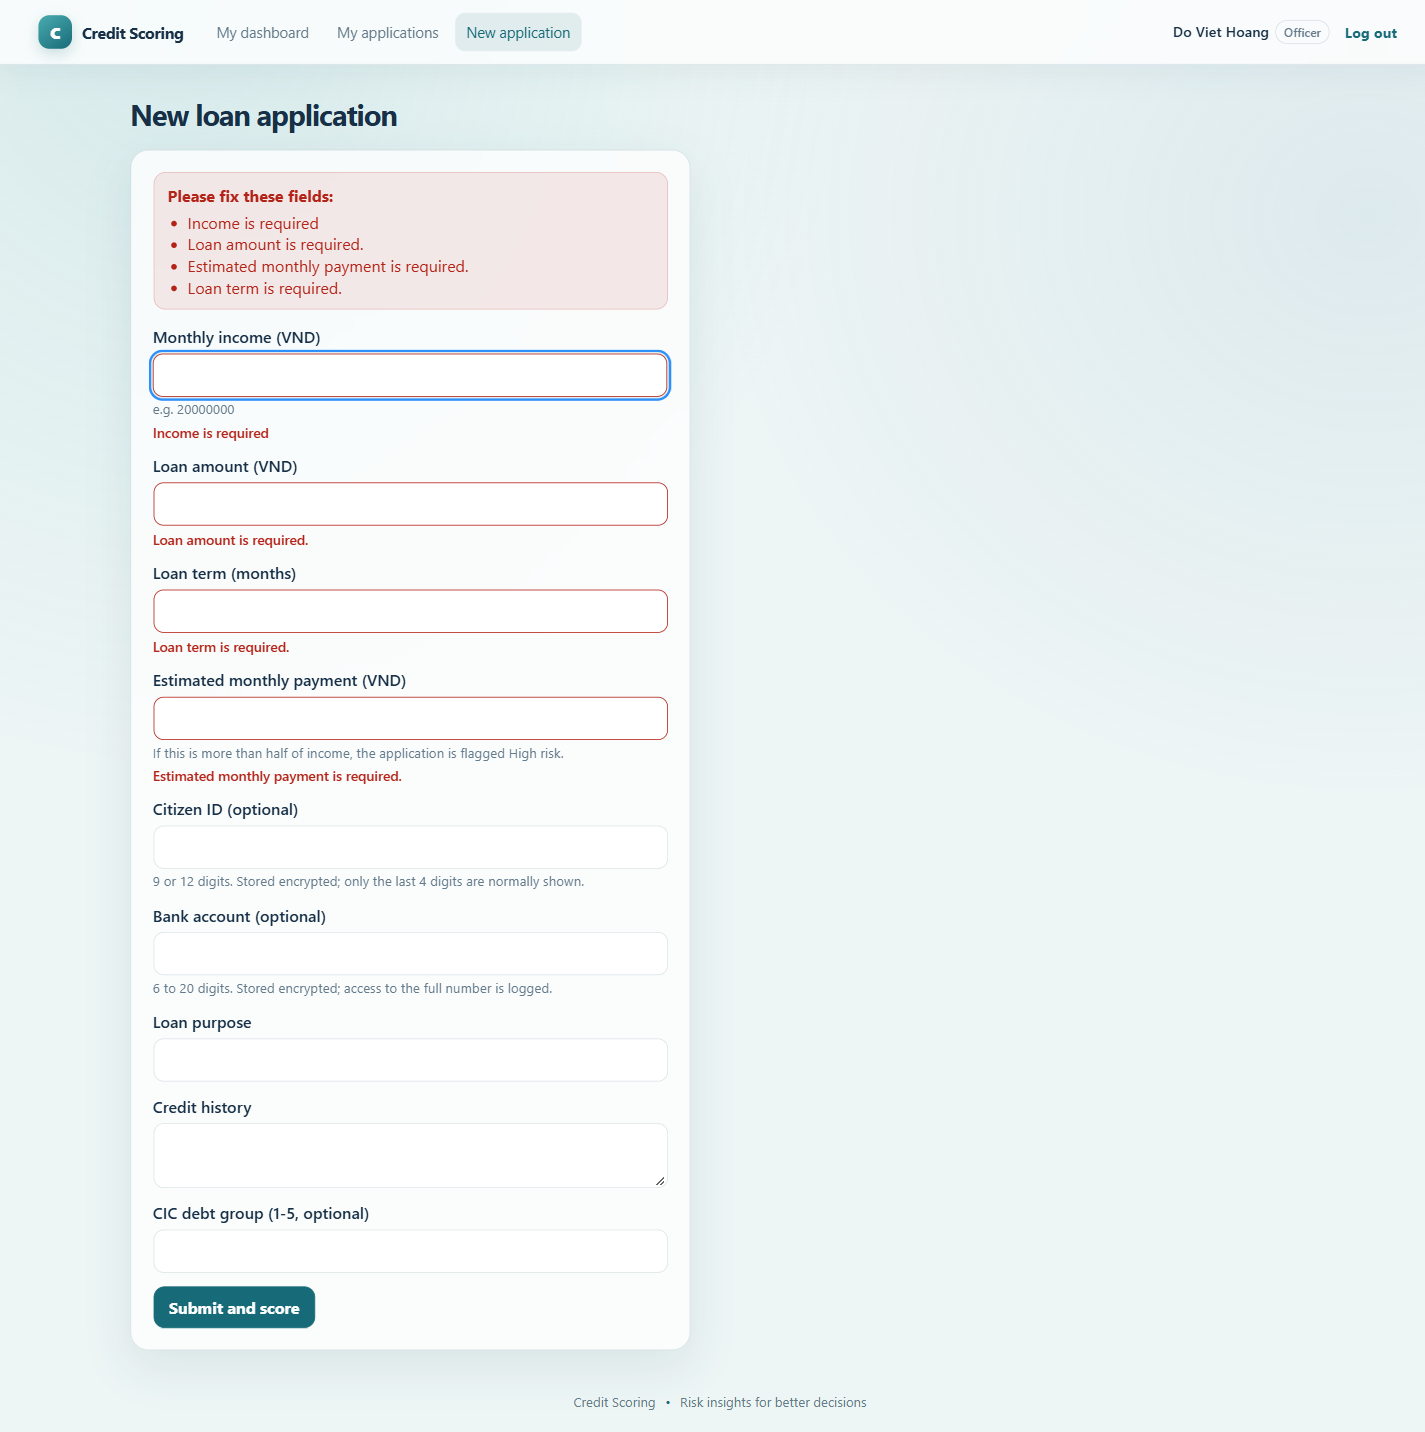 C Credit Scoring My dashboard My applications New application Do Viet Hoang Officer Log out
New loan application
Please fix these fields:
• Income is required
• Loan amount is required.
• Estimated monthly payment is required.
• Loan term is required.
Monthly income (VND)
e.g. 20000000
Income is required
Loan amount (VND)
Loan amount is required.
Loan term (months)
Loan term is required.
Estimated monthly payment (VND)
If this is more than half of income, the application is flagged High risk.
Estimated monthly payment is required.
Citizen ID (optional)
9 or 12 digits. Stored encrypted; only the last 4 digits are normally shown.
Bank account (optional)
6 to 20 digits. Stored encrypted; access to the full number is logged.
Loan purpose
Credit history
CIC debt group (1-5, optional)
Submit and score
Credit Scoring • Risk insights for better decisions